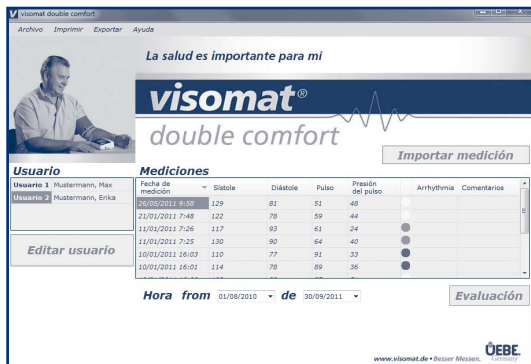 visomat double comfort
Archivo Imprimir Exportar Ayuda
La salud es importante para mi
visomat®
double comfort
Importar medición
Usuario
Usuario 1 Mustermann, Max
Usuario 2 Mustermann, Erika
Editar usuario
Mediciones
Fecha de medición Sístole Diástole Pulso Presión del pulso Arrhythmia Comentarios
26/05/2011 9:58 129 81 51 48
21/01/2011 7:48 122 78 59 44
11/01/2011 7:26 117 93 61 24
11/01/2011 7:25 130 90 64 40
10/01/2011 16:03 110 77 91 33
10/01/2011 16:01 114 78 89 36
Hora from 01/08/2010 de 30/09/2011
Evaluación
www.visomat.de • Besser Messen.
UEBE
Germany